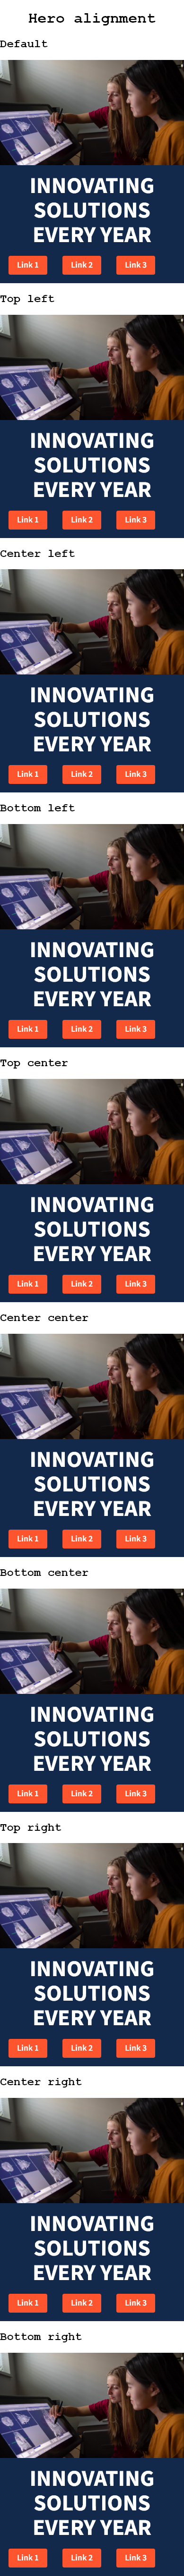 Hero alignment
Default
INNOVATING
SOLUTIONS
EVERY YEAR
Link 1 Link 2 Link 3
Top left
INNOVATING
SOLUTIONS
EVERY YEAR
Link 1 Link 2 Link 3
Center left
INNOVATING
SOLUTIONS
EVERY YEAR
Link 1 Link 2 Link 3
Bottom left
INNOVATING
SOLUTIONS
EVERY YEAR
Link 1 Link 2 Link 3
Top center
INNOVATING
SOLUTIONS
EVERY YEAR
Link 1 Link 2 Link 3
Center center
INNOVATING
SOLUTIONS
EVERY YEAR
Link 1 Link 2 Link 3
Bottom center
INNOVATING
SOLUTIONS
EVERY YEAR
Link 1 Link 2 Link 3
Top right
INNOVATING
SOLUTIONS
EVERY YEAR
Link 1 Link 2 Link 3
Center right
INNOVATING
SOLUTIONS
EVERY YEAR
Link 1 Link 2 Link 3
Bottom right
INNOVATING
SOLUTIONS
EVERY YEAR
Link 1 Link 2 Link 3